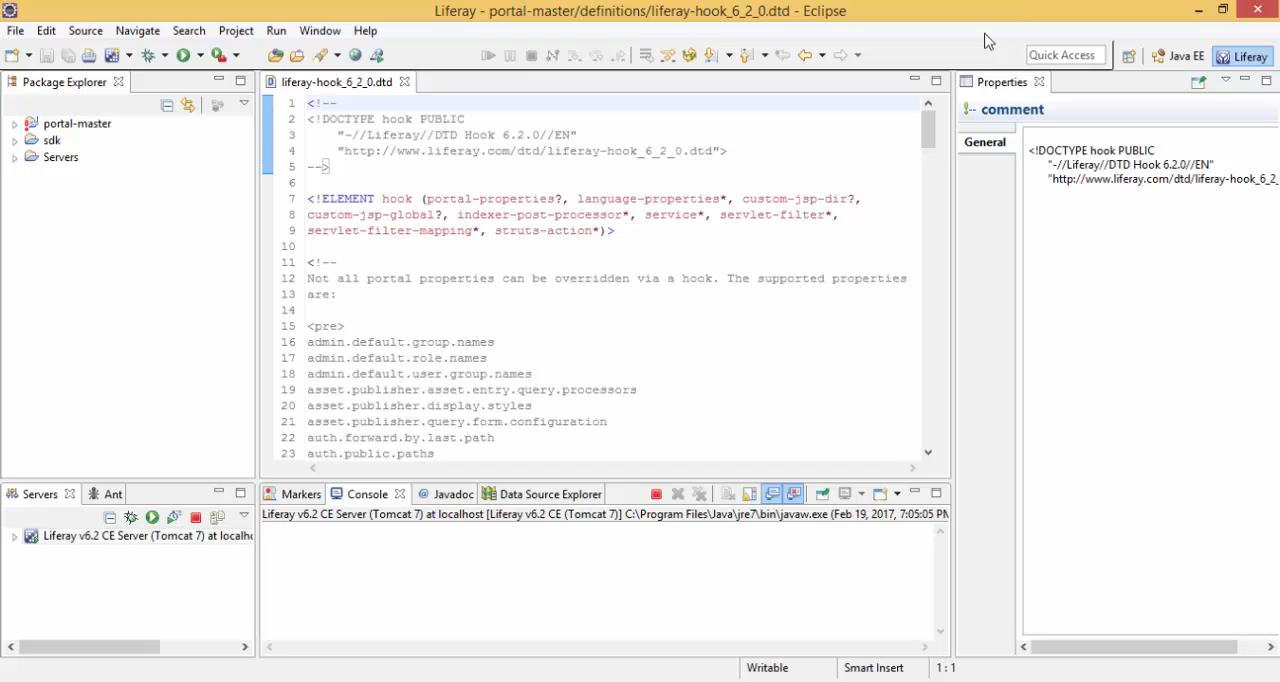 Liferay - portal-master/definitions/liferay-hook_6_2_0.dtd - Eclipse
File Edit Source Navigate Search Project Run Window Help
Quick Access
Java EE
Liferay
Package Explorer
portal-master
sdk
Servers
liferay-hook_6_2_0.dtd
1 <!--
2 <!DOCTYPE hook PUBLIC
3 "-//Liferay//DTD Hook 6.2.0//EN"
4 "http://www.liferay.com/dtd/liferay-hook_6_2_0.dtd">
5 -->
6
7 <!ELEMENT hook (portal-properties?, language-properties*, custom-jsp-dir?,
8 custom-jsp-global?, indexer-post-processor*, service*, servlet-filter*,
9 servlet-filter-mapping*, struts-action*)>
10
11 <!--
12 Not all portal properties can be overridden via a hook. The supported properties
13 are:
14
15 <pre>
16 admin.default.group.names
17 admin.default.role.names
18 admin.default.user.group.names
19 asset.publisher.asset.entry.query.processors
20 asset.publisher.display.styles
21 asset.publisher.query.form.configuration
22 auth.forward.by.last.path
23 auth.public.paths
Properties
comment
General
<!DOCTYPE hook PUBLIC
"-//Liferay//DTD Hook 6.2.0//EN"
"http://www.liferay.com/dtd/liferay-hook_6_2_
Servers
Ant
Liferay v6.2 CE Server (Tomcat 7) at localho
Markers
Console
@ Javadoc
Data Source Explorer
Liferay v6.2 CE Server (Tomcat 7) at localhost [Liferay v6.2 CE (Tomcat 7)] C:\Program Files\Java\jre7\bin\javaw.exe (Feb 19, 2017, 7:05:05 PM
Writable
Smart Insert
1 : 1